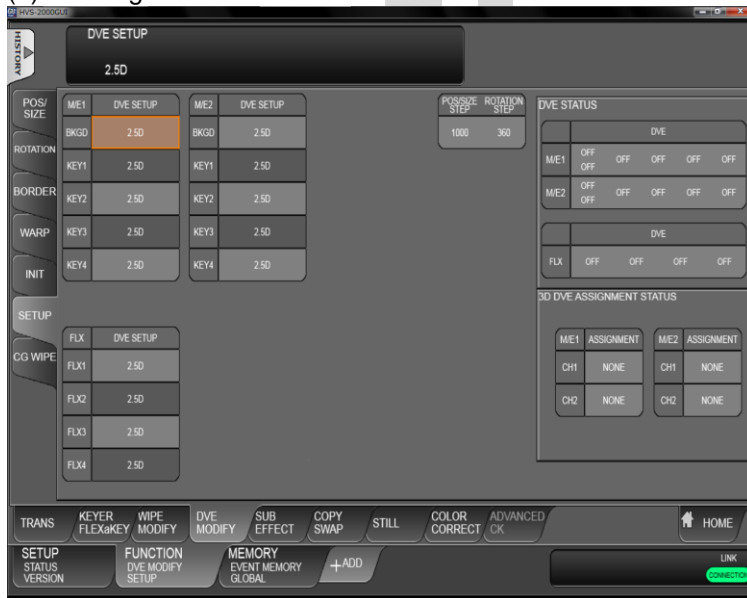 HVS-2000GUI
HISTORY
DVE SETUP
2.5D
POS/
SIZE
ROTATION
BORDER
WARP
INIT
SETUP
CG WIPE
M/E1 DVE SETUP
BKGD 2.5D
KEY1 2.5D
KEY2 2.5D
KEY3 2.5D
KEY4 2.5D
M/E2 DVE SETUP
BKGD 2.5D
KEY1 2.5D
KEY2 2.5D
KEY3 2.5D
KEY4 2.5D
FLX DVE SETUP
FLX1 2.5D
FLX2 2.5D
FLX3 2.5D
FLX4 2.5D
POS/SIZE ROTATION
STEP STEP
1000 360
DVE STATUS
DVE
M/E1 OFF OFF OFF OFF OFF
OFF
M/E2 OFF OFF OFF OFF OFF
OFF
DVE
FLX OFF OFF OFF OFF
3D DVE ASSIGNMENT STATUS
M/E1 ASSIGNMENT
CH1 NONE
CH2 NONE
M/E2 ASSIGNMENT
CH1 NONE
CH2 NONE
TRANS
KEYER
FLEXaKEY
WIPE
MODIFY
DVE
MODIFY
SUB
EFFECT
COPY
SWAP
STILL
COLOR
CORRECT
ADVANCED
CK
HOME
SETUP
STATUS
VERSION
FUNCTION
DVE MODIFY
SETUP
MEMORY
EVENT MEMORY
GLOBAL
+ADD
LINK
CONNECTION